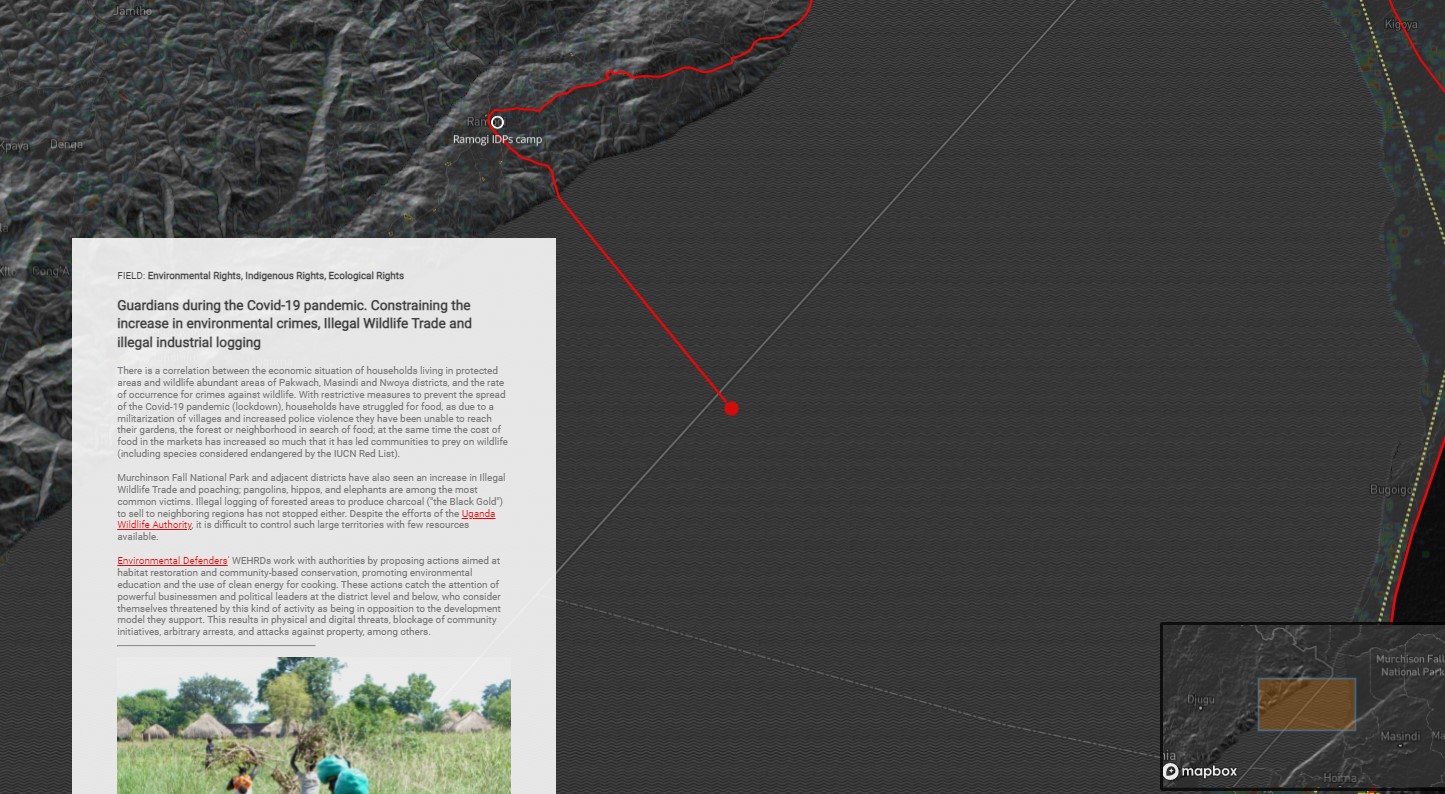 Jamiho
Kigoya
Ramogi IDPs camp
Kpaya
Denga
FIELD: Environmental Rights, Indigenous Rights, Ecological Rights
Guardians during the Covid-19 pandemic. Constraining the
increase in environmental crimes, Illegal Wildlife Trade and
illegal industrial logging
There is a correlation between the economic situation of households living in protected
areas and wildlife abundant areas of Pakwach, Masindi and Nwoya districts, and the rate
of occurrence for crimes against wildlife. With restrictive measures to prevent the spread
of the Covid-19 pandemic (lockdown), households have struggled for food, as due to a
militarization of villages and increased police violence they have been unable to reach
their gardens, the forest or neighborhood in search of food; at the same time the cost of
food in the markets has increased so much that it has led communities to prey on wildlife
(including species considered endangered by the IUCN Red List).
Murchinson Fall National Park and adjacent districts have also seen an increase in Illegal
Wildlife Trade and poaching; pangolins, hippos, and elephants are among the most
common victims. Illegal logging of forested areas to produce charcoal ("the Black Gold")
to sell to neighboring regions has not stopped either. Despite the efforts of the Uganda
Wildlife Authority, it is difficult to control such large territories with few resources
available.
Environmental Defenders' WEHRDs work with authorities by proposing actions aimed at
habitat restoration and community-based conservation, promoting environmental
education and the use of clean energy for cooking. These actions catch the attention of
powerful businessmen and political leaders at the district level and below, who consider
themselves threatened by this kind of activity as being in opposition to the development
model they support. This results in physical and digital threats, blockage of community
initiatives, arbitrary arrests, and attacks against property, among others.
Bugoigo
Murchison Fall
National Park
Djugu
Masindi
Hoima
mapbox